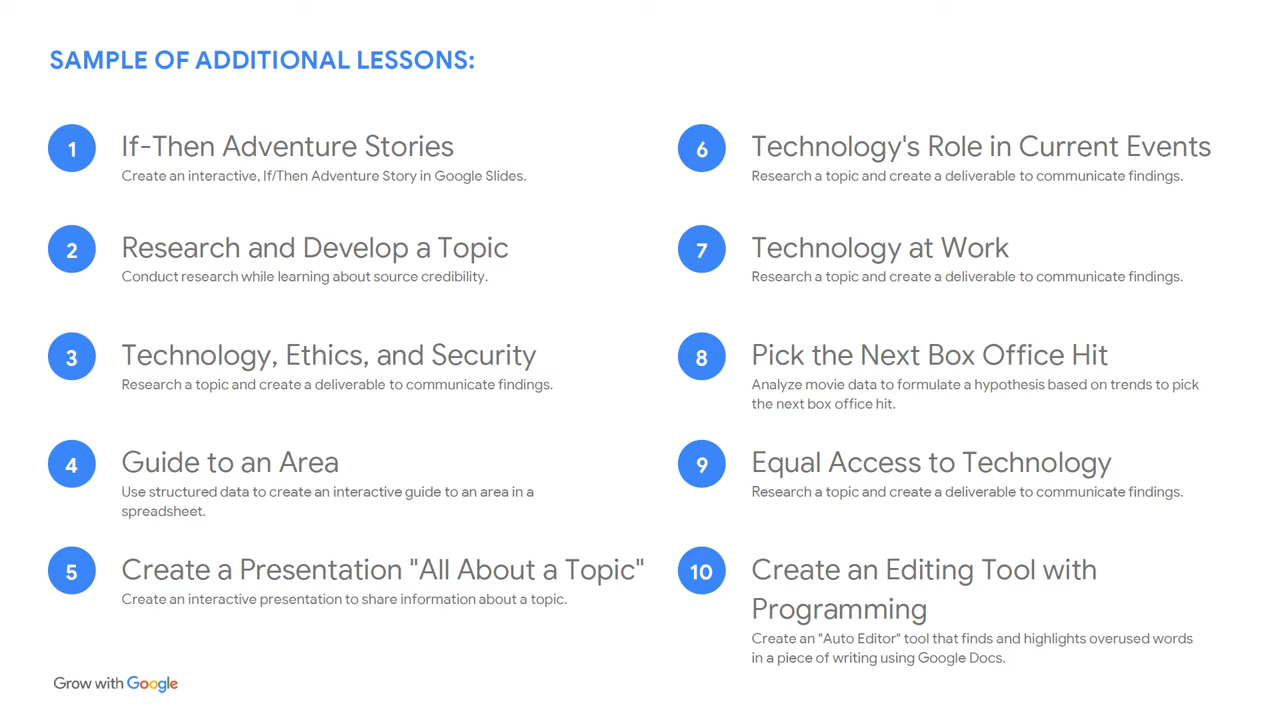 SAMPLE OF ADDITIONAL LESSONS:
1
If-Then Adventure Stories
Create an interactive, If/Then Adventure Story in Google Slides.
2
Research and Develop a Topic
Conduct research while learning about source credibility.
3
Technology, Ethics, and Security
Research a topic and create a deliverable to communicate findings.
4
Guide to an Area
Use structured data to create an interactive guide to an area in a
spreadsheet.
5
Create a Presentation "All About a Topic"
Create an interactive presentation to share information about a topic.
6
Technology's Role in Current Events
Research a topic and create a deliverable to communicate findings.
7
Technology at Work
Research a topic and create a deliverable to communicate findings.
8
Pick the Next Box Office Hit
Analyze movie data to formulate a hypothesis based on trends to pick
the next box office hit.
9
Equal Access to Technology
Research a topic and create a deliverable to communicate findings.
10
Create an Editing Tool with
Programming
Create an "Auto Editor" tool that finds and highlights overused words
in a piece of writing using Google Docs.
Grow with Google